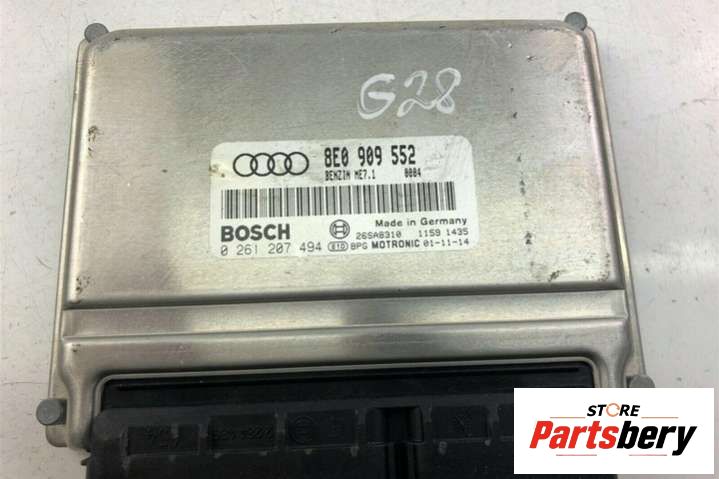 G28
8E0 909 552
BENZIN ME7.1 0004
Made in Germany
BOSCH 26SA8310 1159 1435
0 261 207 494 E1D BPG MOTRONIC 01-11-14
STORE
Partsbery